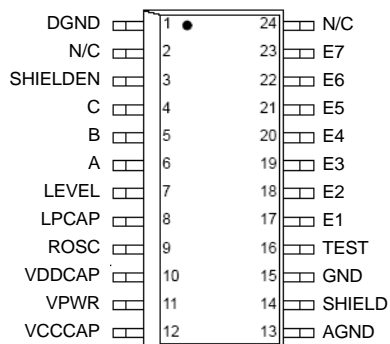 DGND 1 24 N/C
N/C 2 23 E7
SHIELDEN 3 22 E6
C 4 21 E5
B 5 20 E4
A 6 19 E3
LEVEL 7 18 E2
LPCAP 8 17 E1
ROSC 9 16 TEST
VDDCAP 10 15 GND
VPWR 11 14 SHIELD
VCCCAP 12 13 AGND